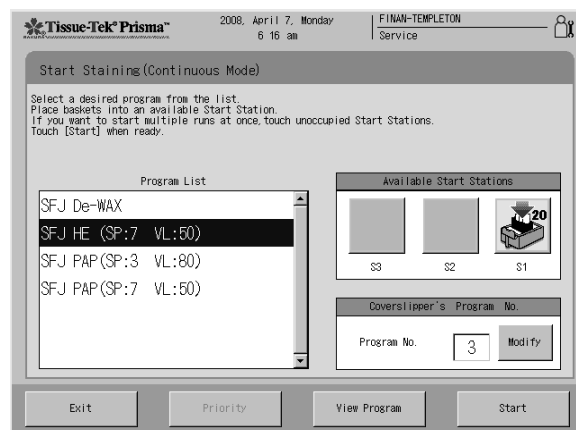 Tissue-Tek® Prisma™
2008, April 7, Monday
6 16 am
FINAN-TEMPLETON
Service
Start Staining(Continuous Mode)
Select a desired program from the list.
Place baskets into an available Start Station.
If you want to start multiple runs at once,touch unoccupied Start Stations.
Touch [Start] when ready.
Program List
SFJ De-WAX
SFJ HE (SP:7 VL:50)
SFJ PAP(SP:3 VL:80)
SFJ PAP(SP:7 VL:50)
Available Start Stations
20
S3 S2 S1
Coverslipper's Program No.
Program No. 3 Modify
Exit Priority View Program Start